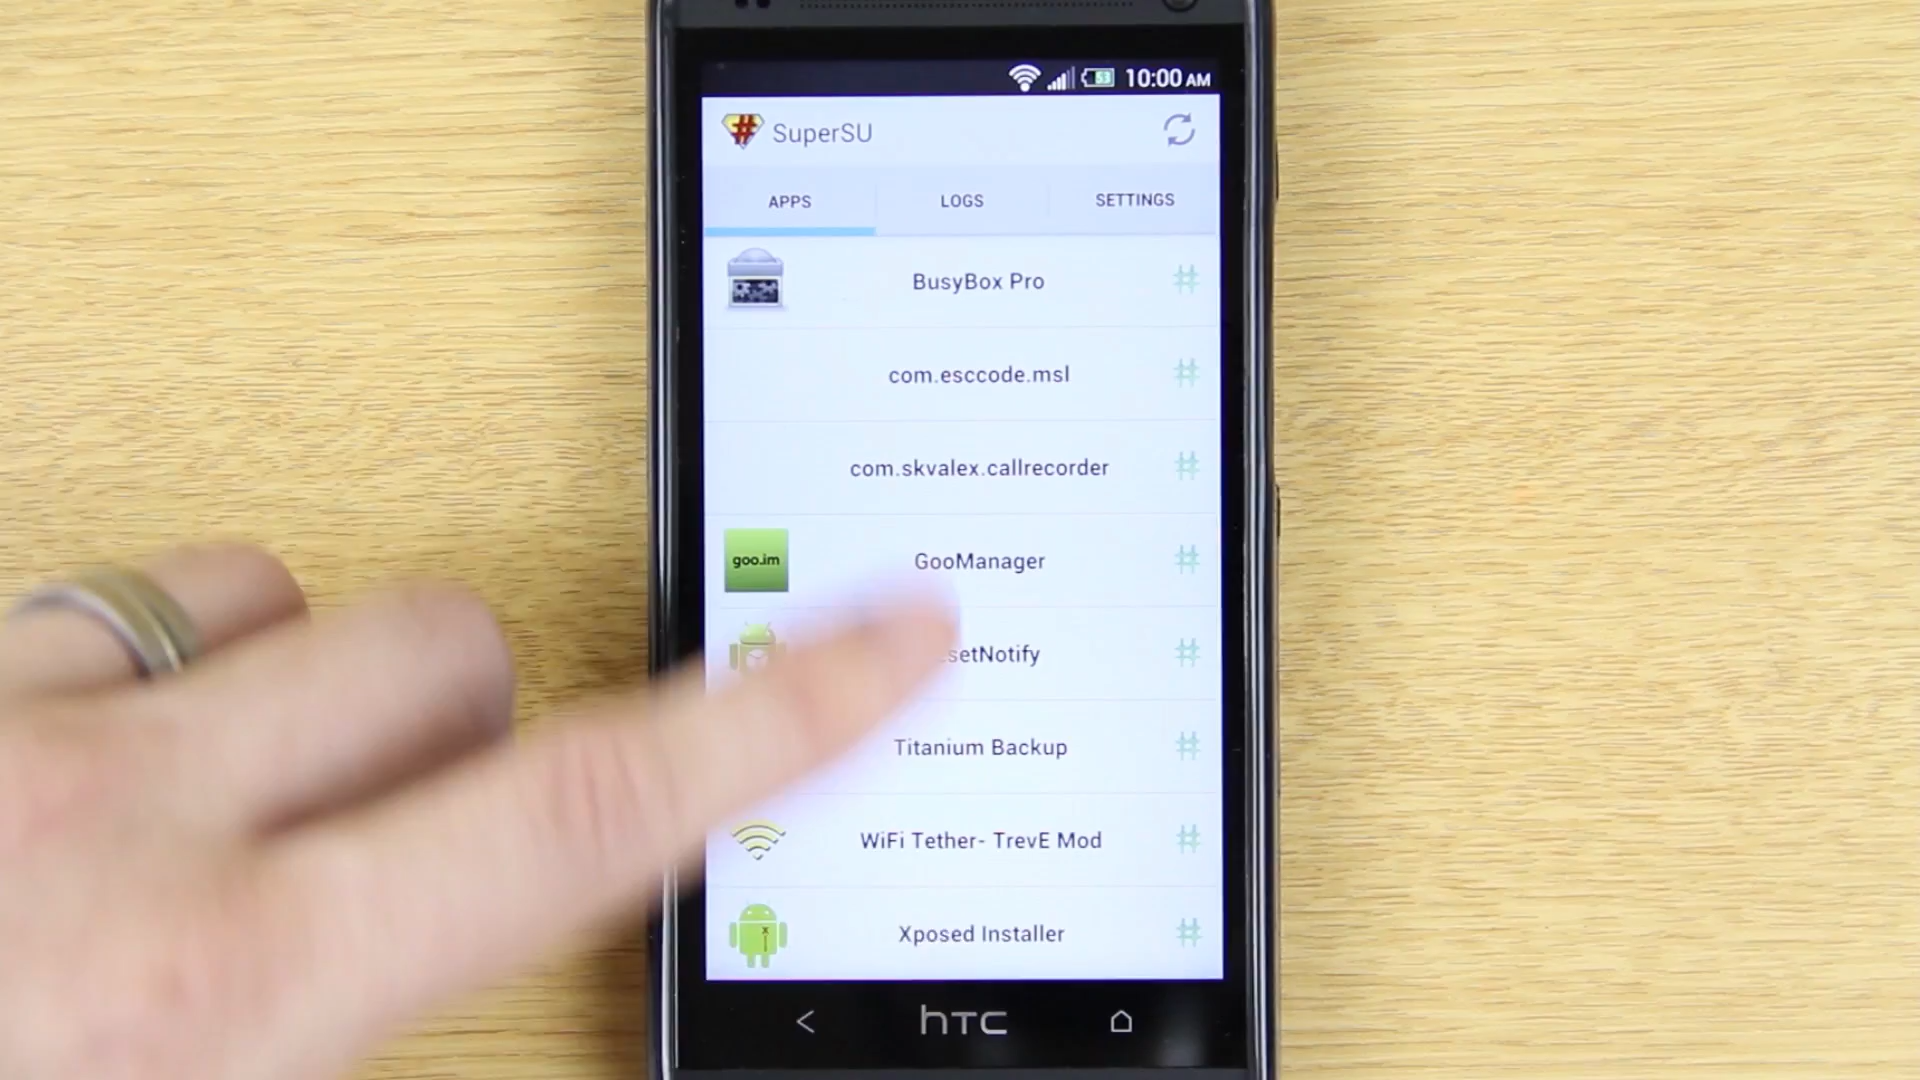 53 10:00 AM
# SuperSU
APPS LOGS SETTINGS
BusyBox Pro #
com.esccode.msl #
com.skvalex.callrecorder #
goo.im GooManager #
setNotify #
Titanium Backup #
WiFi Tether- TrevE Mod #
x Xposed Installer #
hTC